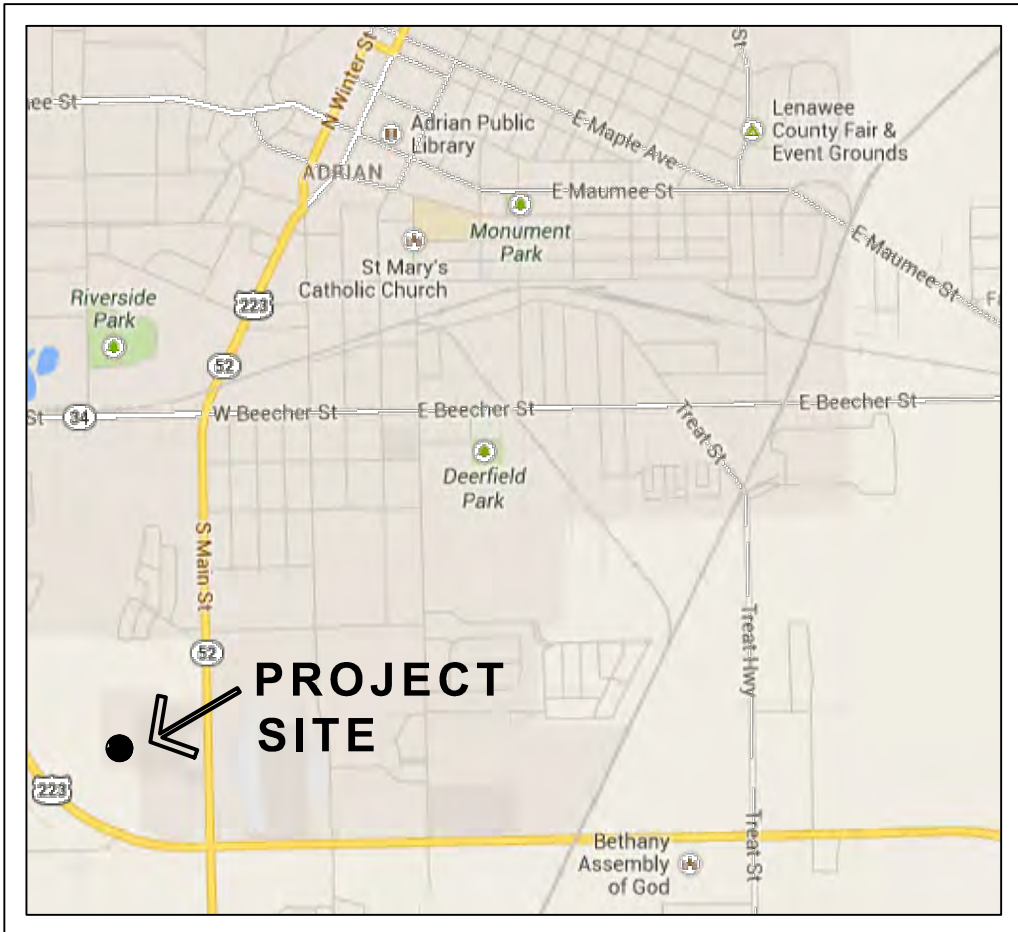 N Winter St
St
ee St
Adrian Public
Library
Lenawee
County Fair &
Event Grounds
E Maple Ave
ADRIAN
E Maumee St
Monument
Park
E Maumee St
St Mary's
Catholic Church
F
Riverside
Park
223
52
St
34
W Beecher St
E Beecher St
E Beecher St
Treat St
Deerfield
Park
S Main St
52
Treat Hwy
PROJECT
SITE
223
Treat St
Bethany
Assembly
of God